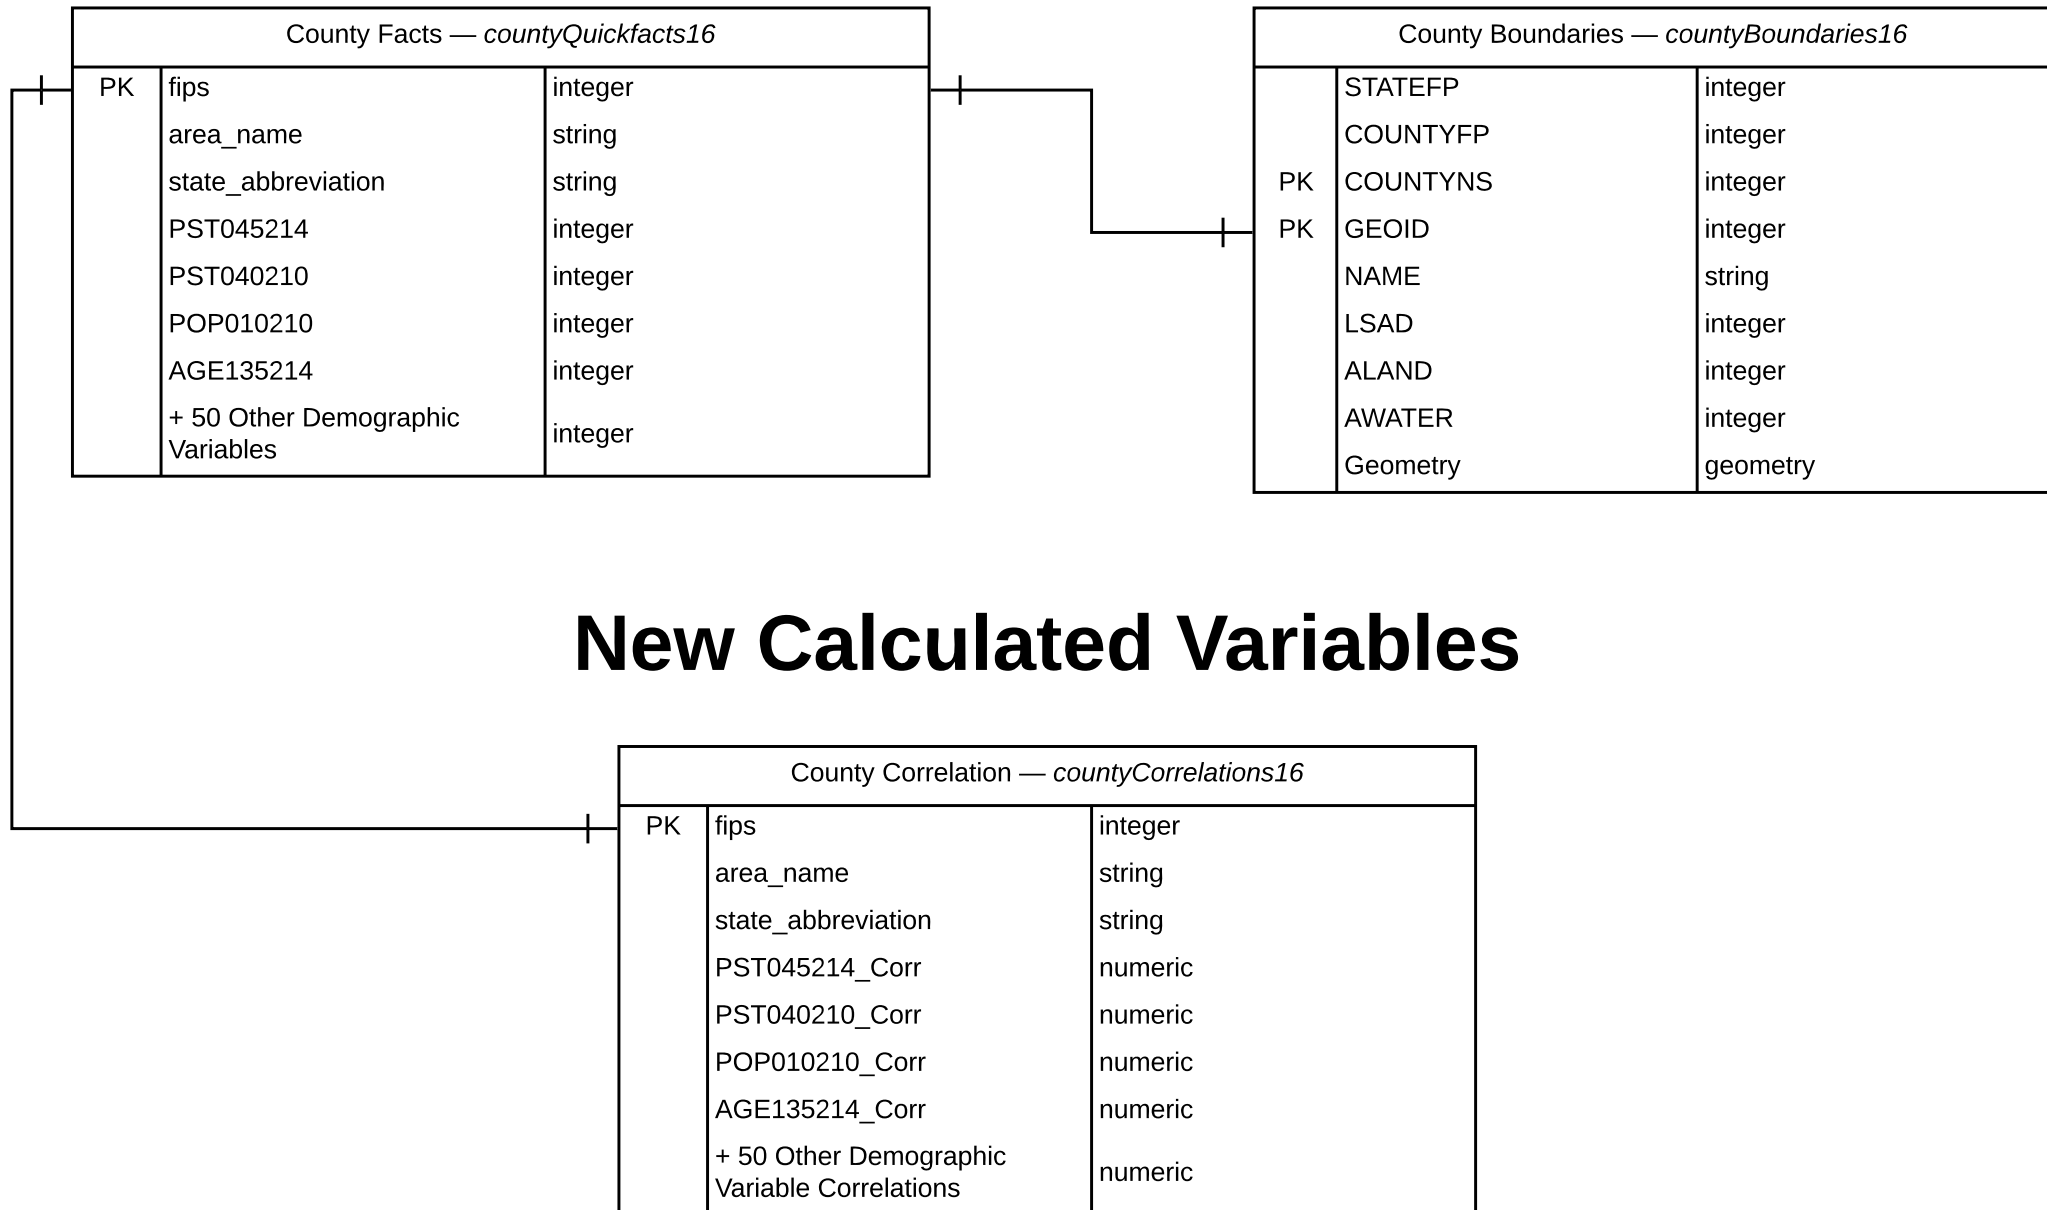 County Facts — countyQuickfacts16
PK fips integer
area_name string
state_abbreviation string
PST045214 integer
PST040210 integer
POP010210 integer
AGE135214 integer
+ 50 Other Demographic
Variables
integer
County Boundaries — countyBoundaries16
STATEFP integer
COUNTYFP integer
PK COUNTYNS integer
PK GEOID integer
NAME string
LSAD integer
ALAND integer
AWATER integer
Geometry geometry
New Calculated Variables
County Correlation — countyCorrelations16
PK fips integer
area_name string
state_abbreviation string
PST045214_Corr numeric
PST040210_Corr numeric
POP010210_Corr numeric
AGE135214_Corr numeric
+ 50 Other Demographic
Variable Correlations
numeric